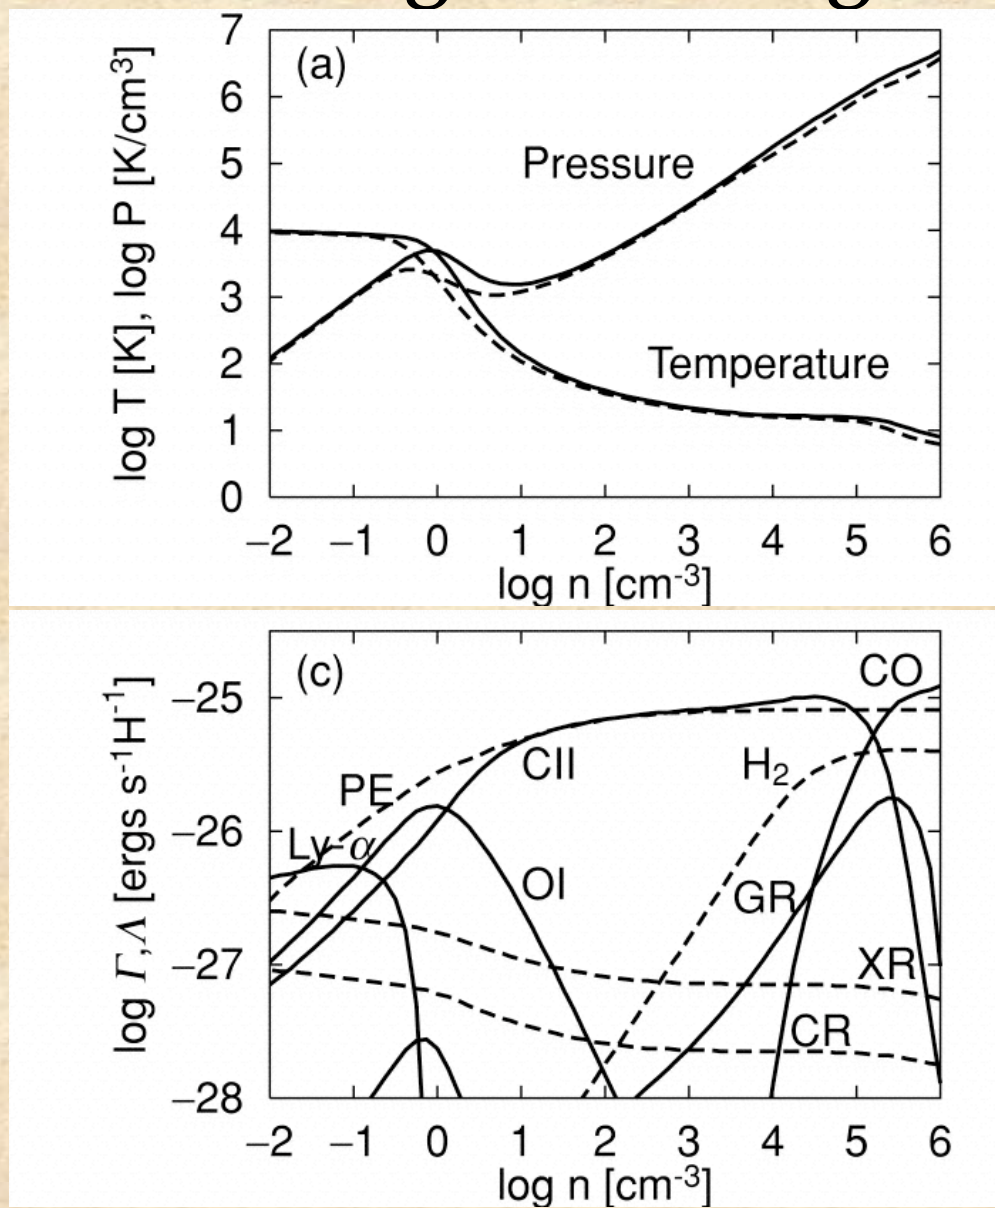 (a)
log T [K], log P [K/cm³]
7
6
5
4
3
2
1
0
Pressure
Temperature
−2 −1 0 1 2 3 4 5 6
log n [cm⁻³]
(c)
log Γ,Λ [ergs s⁻¹H⁻¹]
−25
−26
−27
−28
CO
CII
H₂
PE
Ly-α
OI
GR
XR
CR
−2 −1 0 1 2 3 4 5 6
log n [cm⁻³]